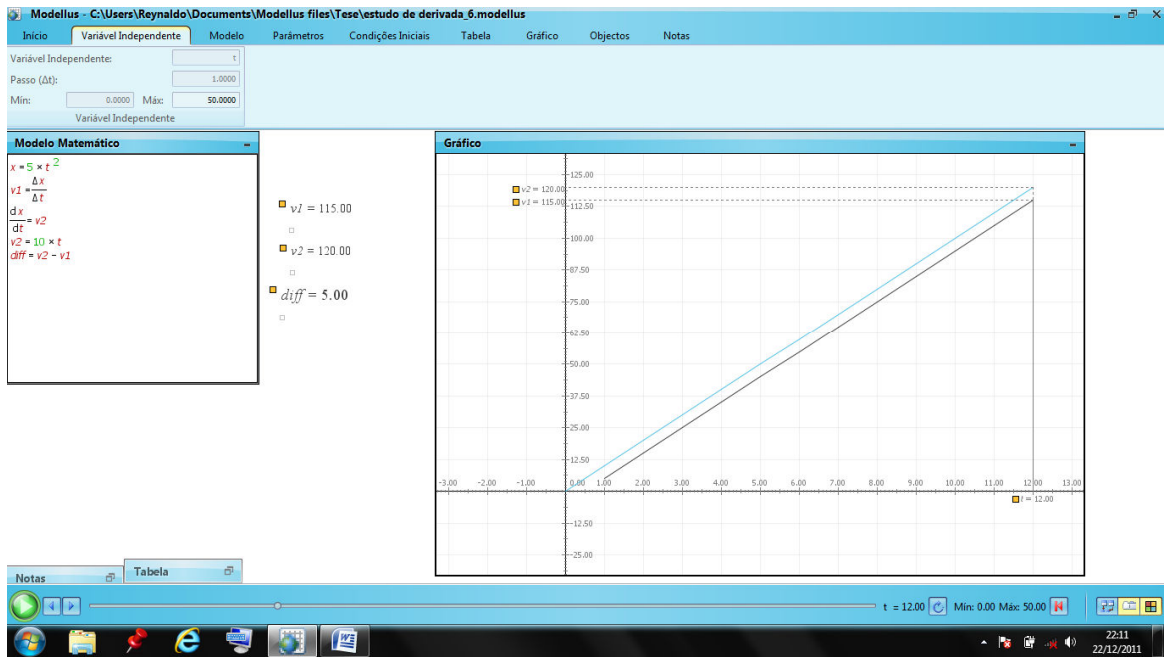 Modellus - C:\Users\Reynaldo\Documents\Modellus files\Tese\estudo de derivada_6.modellus
Início Variável Independente Modelo Parâmetros Condições Iniciais Tabela Gráfico Objectos Notas
Variável Independente: t
Passo (Δt): 1.0000
Mín: 0.0000 Máx: 50.0000
Variável Independente
Modelo Matemático
x = 5 × t 2
v1 = Δx
Δt
dx
dt = v2
v2 = 10 × t
diff = v2 − v1
v1 = 115.00
v2 = 120.00
diff = 5.00
Gráfico
125.00
v2 = 120.00
v1 = 115.00
112.50
100.00
87.50
75.00
62.50
50.00
37.50
25.00
12.50
-3.00 -2.00 -1.00 0.00 1.00 2.00 3.00 4.00 5.00 6.00 7.00 8.00 9.00 10.00 11.00 12.00 13.00
t = 12.00
-12.50
-25.00
Notas Tabela
t = 12.00 Mín: 0.00 Máx: 50.00
22:11
22/12/2011